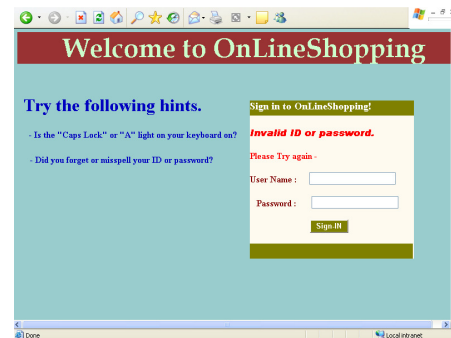 Welcome to OnLineShopping
Try the following hints.
- Is the "Caps Lock" or "A" light on your keyboard on?
- Did you forget or misspell your ID or password?
Sign in to OnLineShopping!
Invalid ID or password.
Please Try again -
User Name :
Password :
Sign-IN
Done
Local intranet